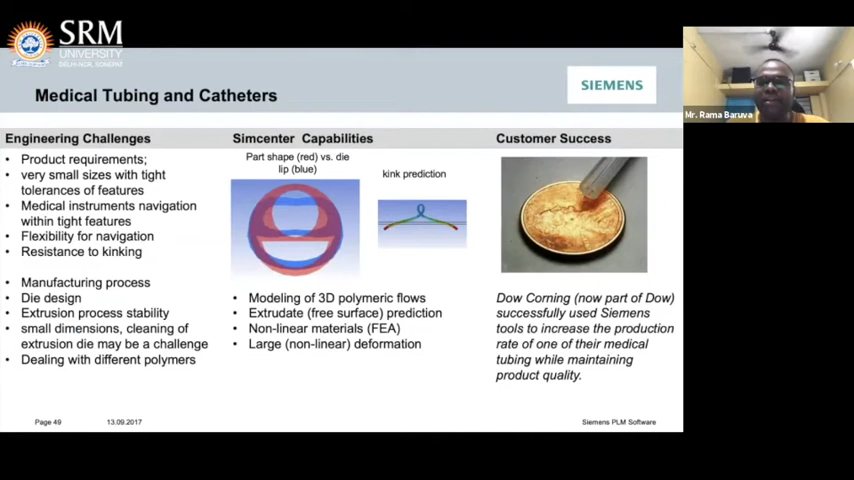 SRM
UNIVERSITY
DELHI-NCR, SONEPAT
SIEMENS
Medical Tubing and Catheters
Mr. Rama Baruva
Engineering Challenges
• Product requirements;
• very small sizes with tight
tolerances of features
• Medical instruments navigation
within tight features
• Flexibility for navigation
• Resistance to kinking
• Manufacturing process
• Die design
• Extrusion process stability
• small dimensions, cleaning of
extrusion die may be a challenge
• Dealing with different polymers
Simcenter Capabilities
Part shape (red) vs. die
lip (blue)
kink prediction
• Modeling of 3D polymeric flows
• Extrudate (free surface) prediction
• Non-linear materials (FEA)
• Large (non-linear) deformation
Customer Success
Dow Corning (now part of Dow)
successfully used Siemens
tools to increase the production
rate of one of their medical
tubing while maintaining
product quality.
Page 49
13.09.2017
Siemens PLM Software